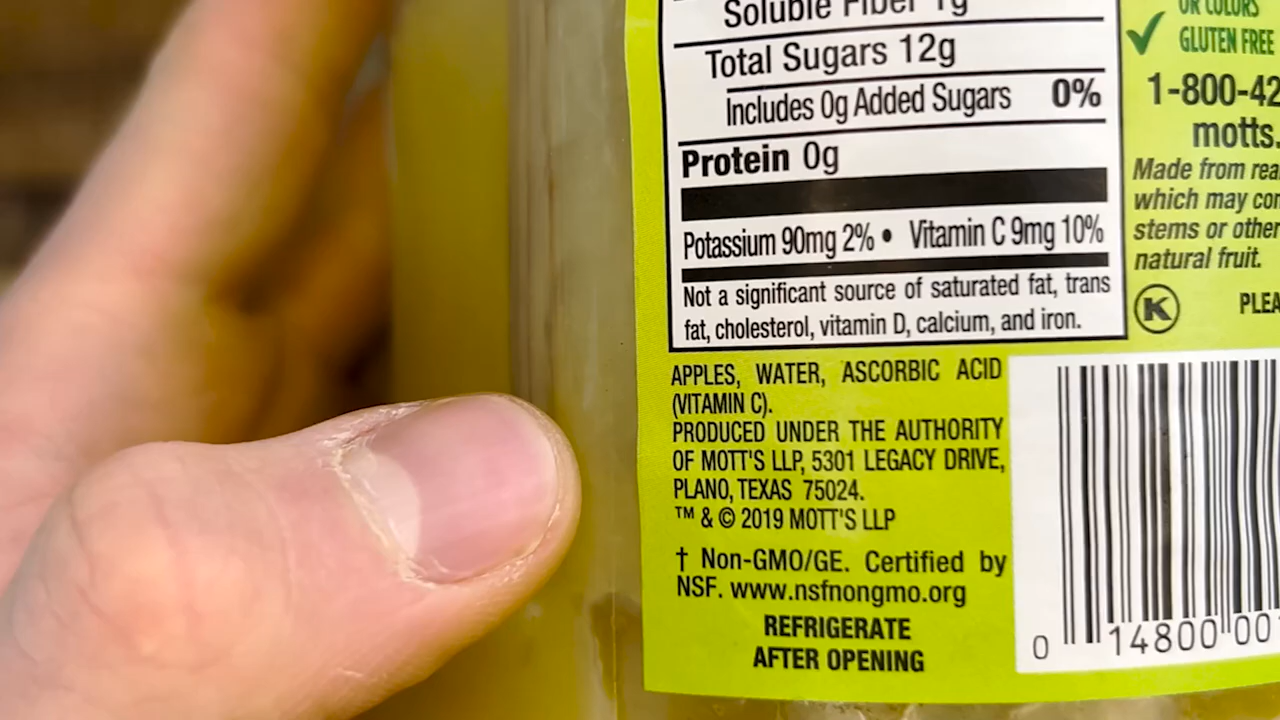 Soluble Fiber 1g
Total Sugars 12g
Includes 0g Added Sugars 0%
Protein 0g
Potassium 90mg 2% • Vitamin C 9mg 10%
Not a significant source of saturated fat, trans
fat, cholesterol, vitamin D, calcium, and iron.
APPLES, WATER, ASCORBIC ACID
(VITAMIN C).
PRODUCED UNDER THE AUTHORITY
OF MOTT'S LLP, 5301 LEGACY DRIVE,
PLANO, TEXAS 75024.
™ & © 2019 MOTT'S LLP
† Non-GMO/GE. Certified by
NSF. www.nsfnongmo.org
REFRIGERATE
AFTER OPENING
OR COLORS
GLUTEN FREE
1-800-42
motts.
Made from
which may
stems or other
natural fruit.
K
0 14800 00